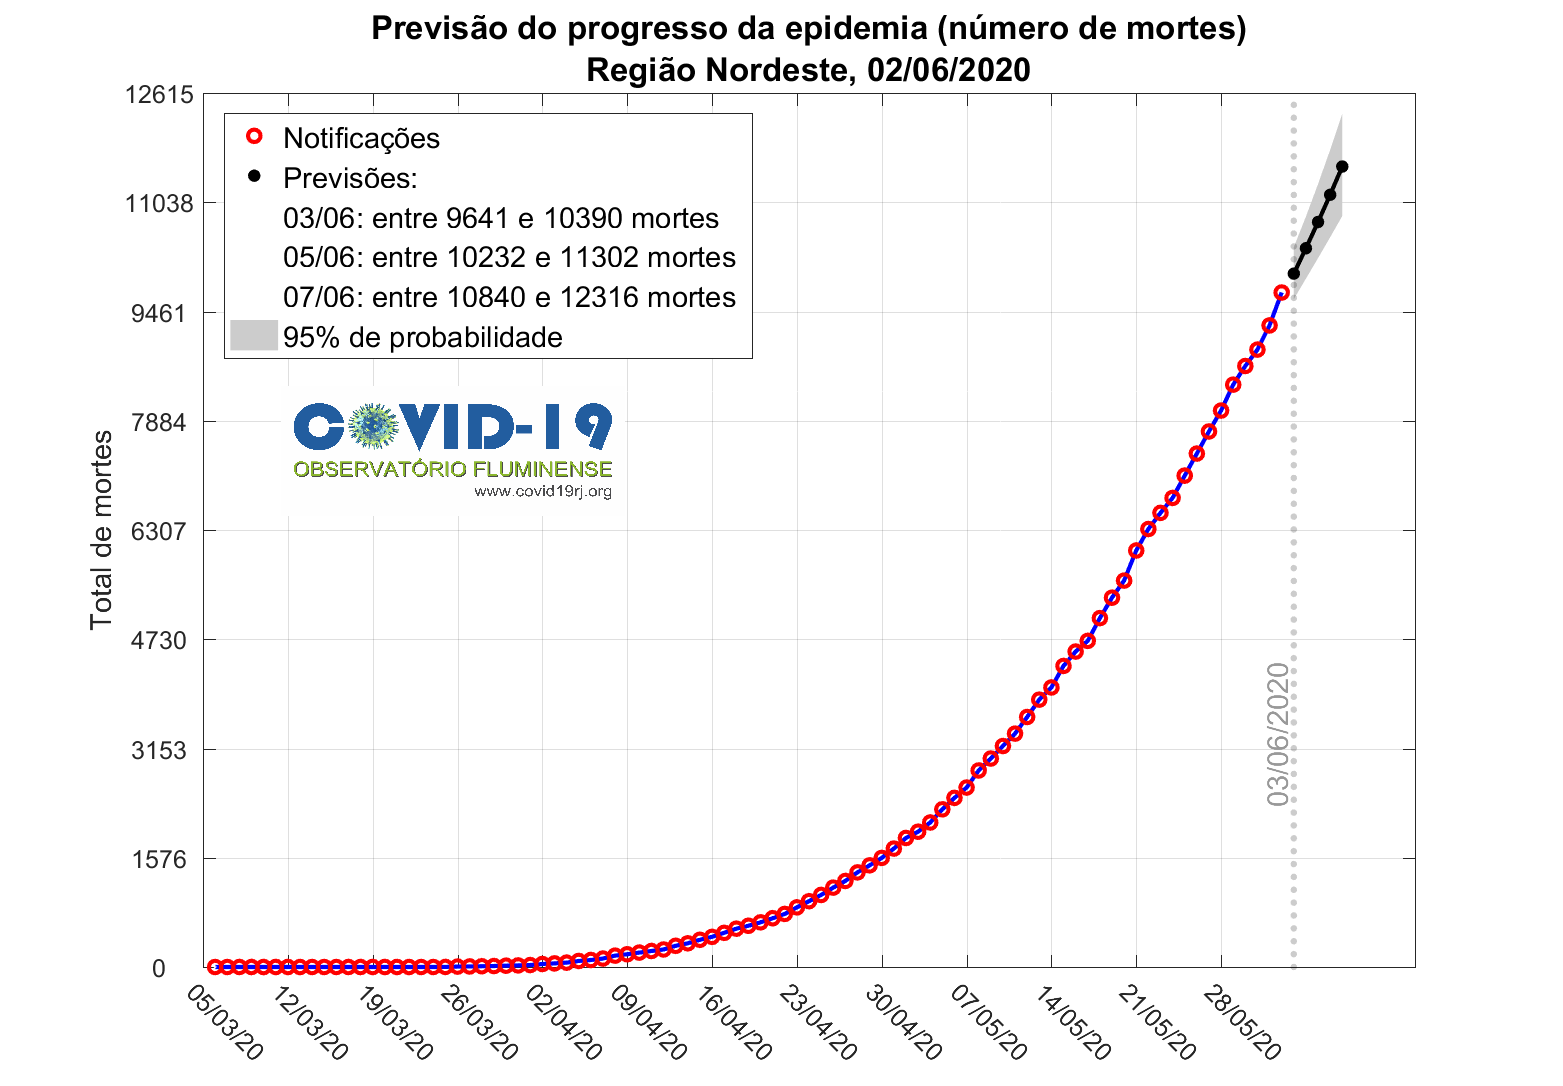 Previsão do progresso da epidemia (número de mortes)
Região Nordeste, 02/06/2020
12615
11038
9461
7884
6307
4730
3153
1576
0
Total de mortes
Notificações
Previsões:
03/06: entre 9641 e 10390 mortes
05/06: entre 10232 e 11302 mortes
07/06: entre 10840 e 12316 mortes
95% de probabilidade
COVID-19
OBSERVATÓRIO FLUMINENSE
www.covid19rj.org
03/06/2020
05/03/20
12/03/20
19/03/20
26/03/20
02/04/20
09/04/20
16/04/20
23/04/20
30/04/20
07/05/20
14/05/20
21/05/20
28/05/20